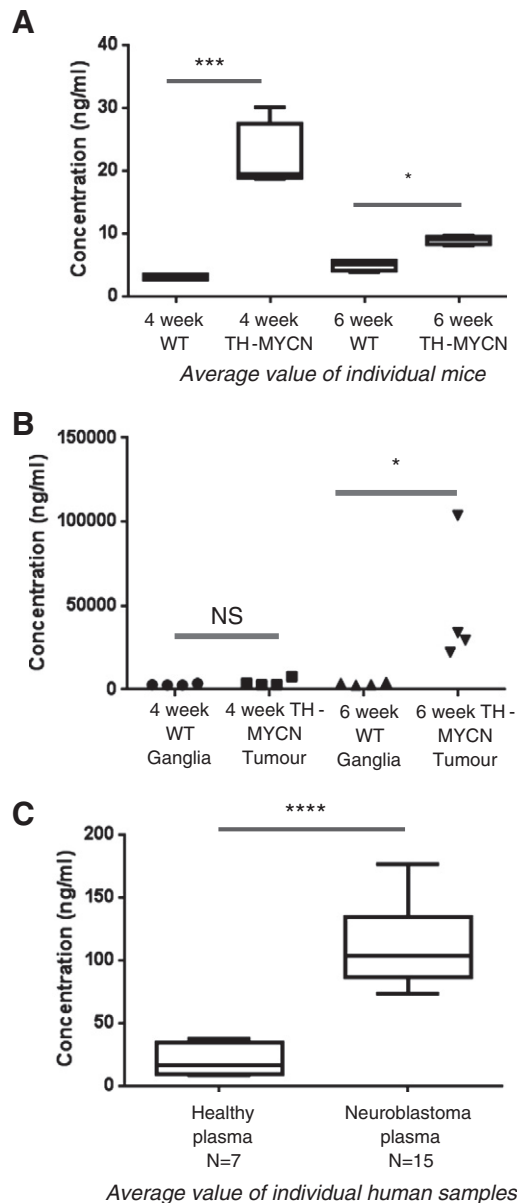 A
Concentration (ng/ml)
40
30
20
10
0
***
*
4 week
WT
4 week
TH-MYCN
6 week
WT
6 week
TH-MYCN
Average value of individual mice
B
Concentration (ng/ml)
150000
100000
50000
0
NS
*
4 week
WT
Ganglia
4 week TH-
MYCN
Tumour
6 week
WT
Ganglia
6 week TH-
MYCN
Tumour
C
Concentration (ng/ml)
200
150
100
50
0
****
Healthy
plasma
N=7
Neuroblastoma
plasma
N=15
Average value of individual human samples